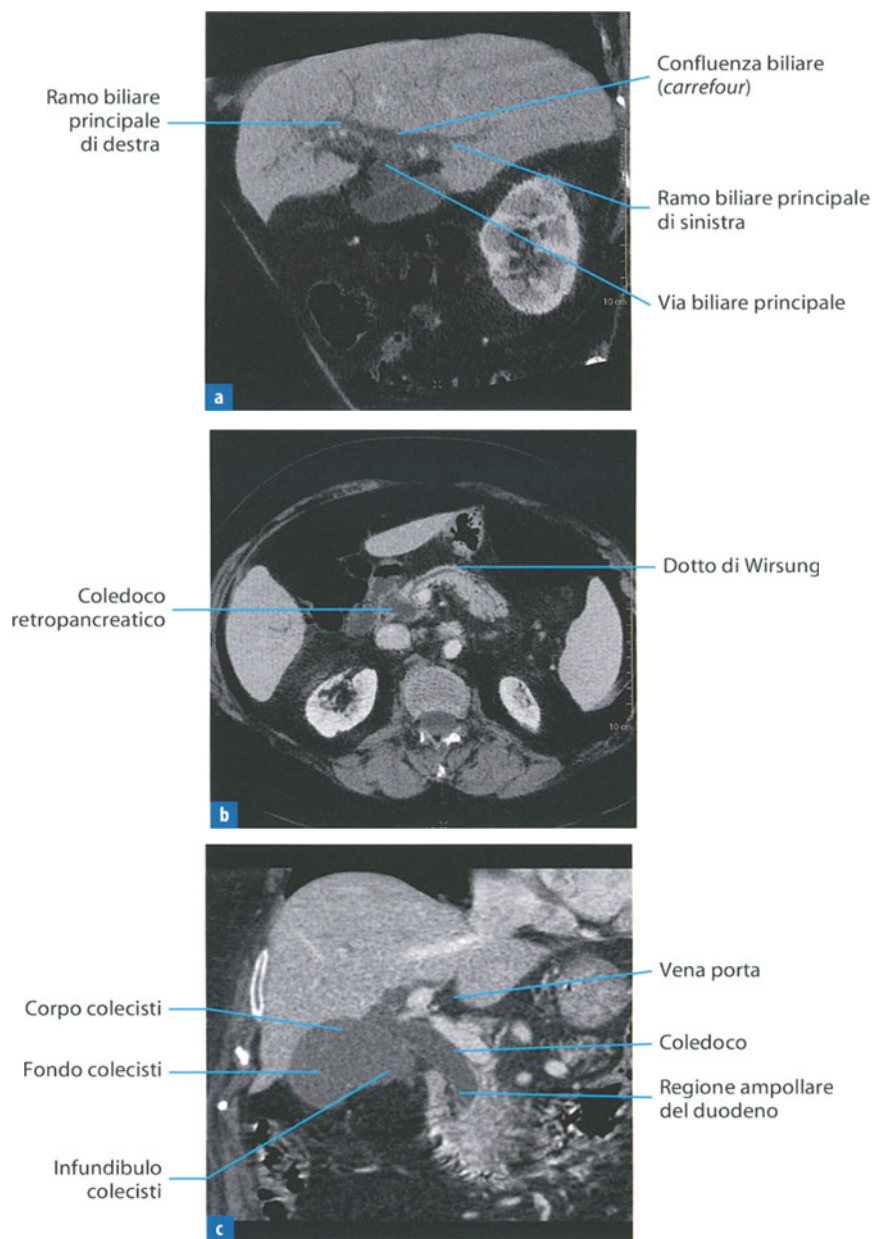 Ramo biliare
principale
di destra
Confluenza biliare
(carrefour)
Ramo biliare principale
di sinistra
Via biliare principale
10 cm
a
Coledoco
retropancreatico
Dotto di Wirsung
10 cm
b
Corpo colecisti
Fondo colecisti
Infundibulo
colecisti
Vena porta
Coledoco
Regione ampollare
del duodeno
c